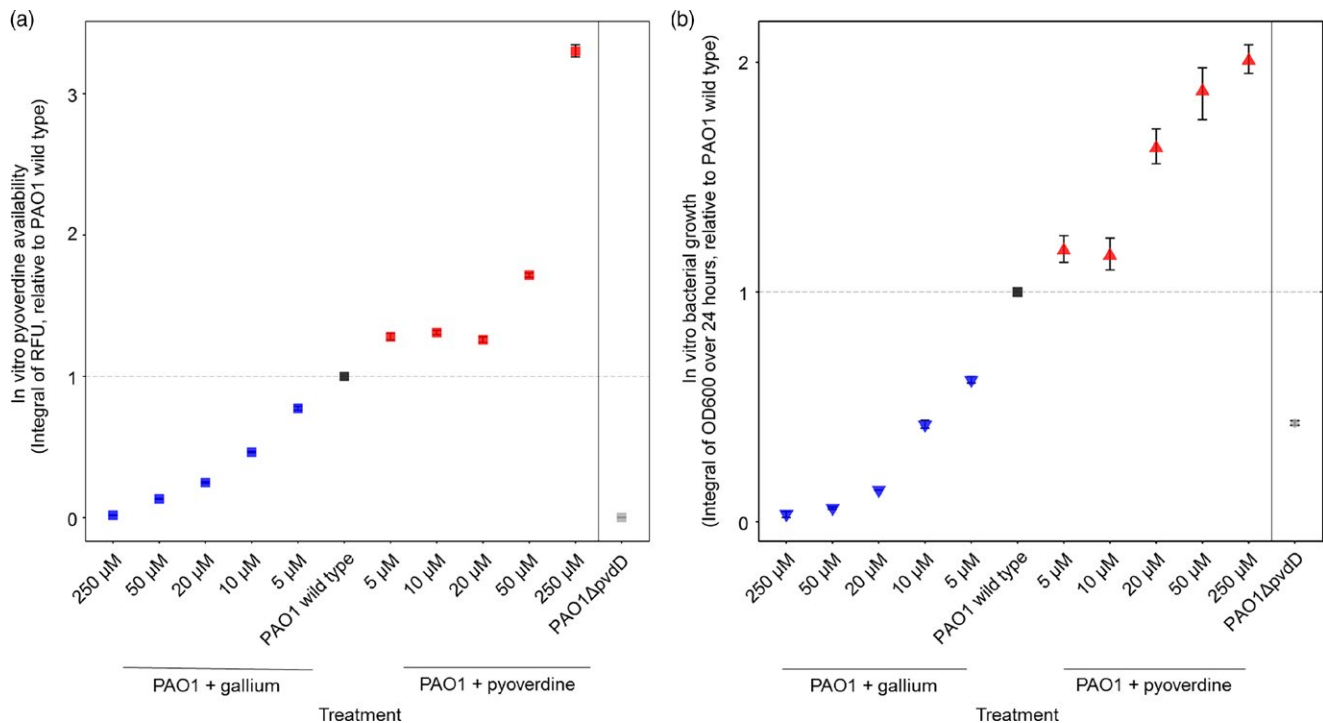 (a)
In vitro pyoverdine availability
(Integral of RFU, relative to PAO1 wild type)
3
2
1
0
250 µM
50 µM
20 µM
10 µM
5 µM
PAO1 wild type
5 µM
10 µM
20 µM
50 µM
250 µM
PAO1ΔpvdD
PAO1 + gallium
PAO1 + pyoverdine
Treatment
(b)
In vitro bacterial growth
(Integral of OD600 over 24 hours, relative to PAO1 wild type)
2
1
0
250 µM
50 µM
20 µM
10 µM
5 µM
PAO1 wild type
5 µM
10 µM
20 µM
50 µM
250 µM
PAO1ΔpvdD
PAO1 + gallium
PAO1 + pyoverdine
Treatment